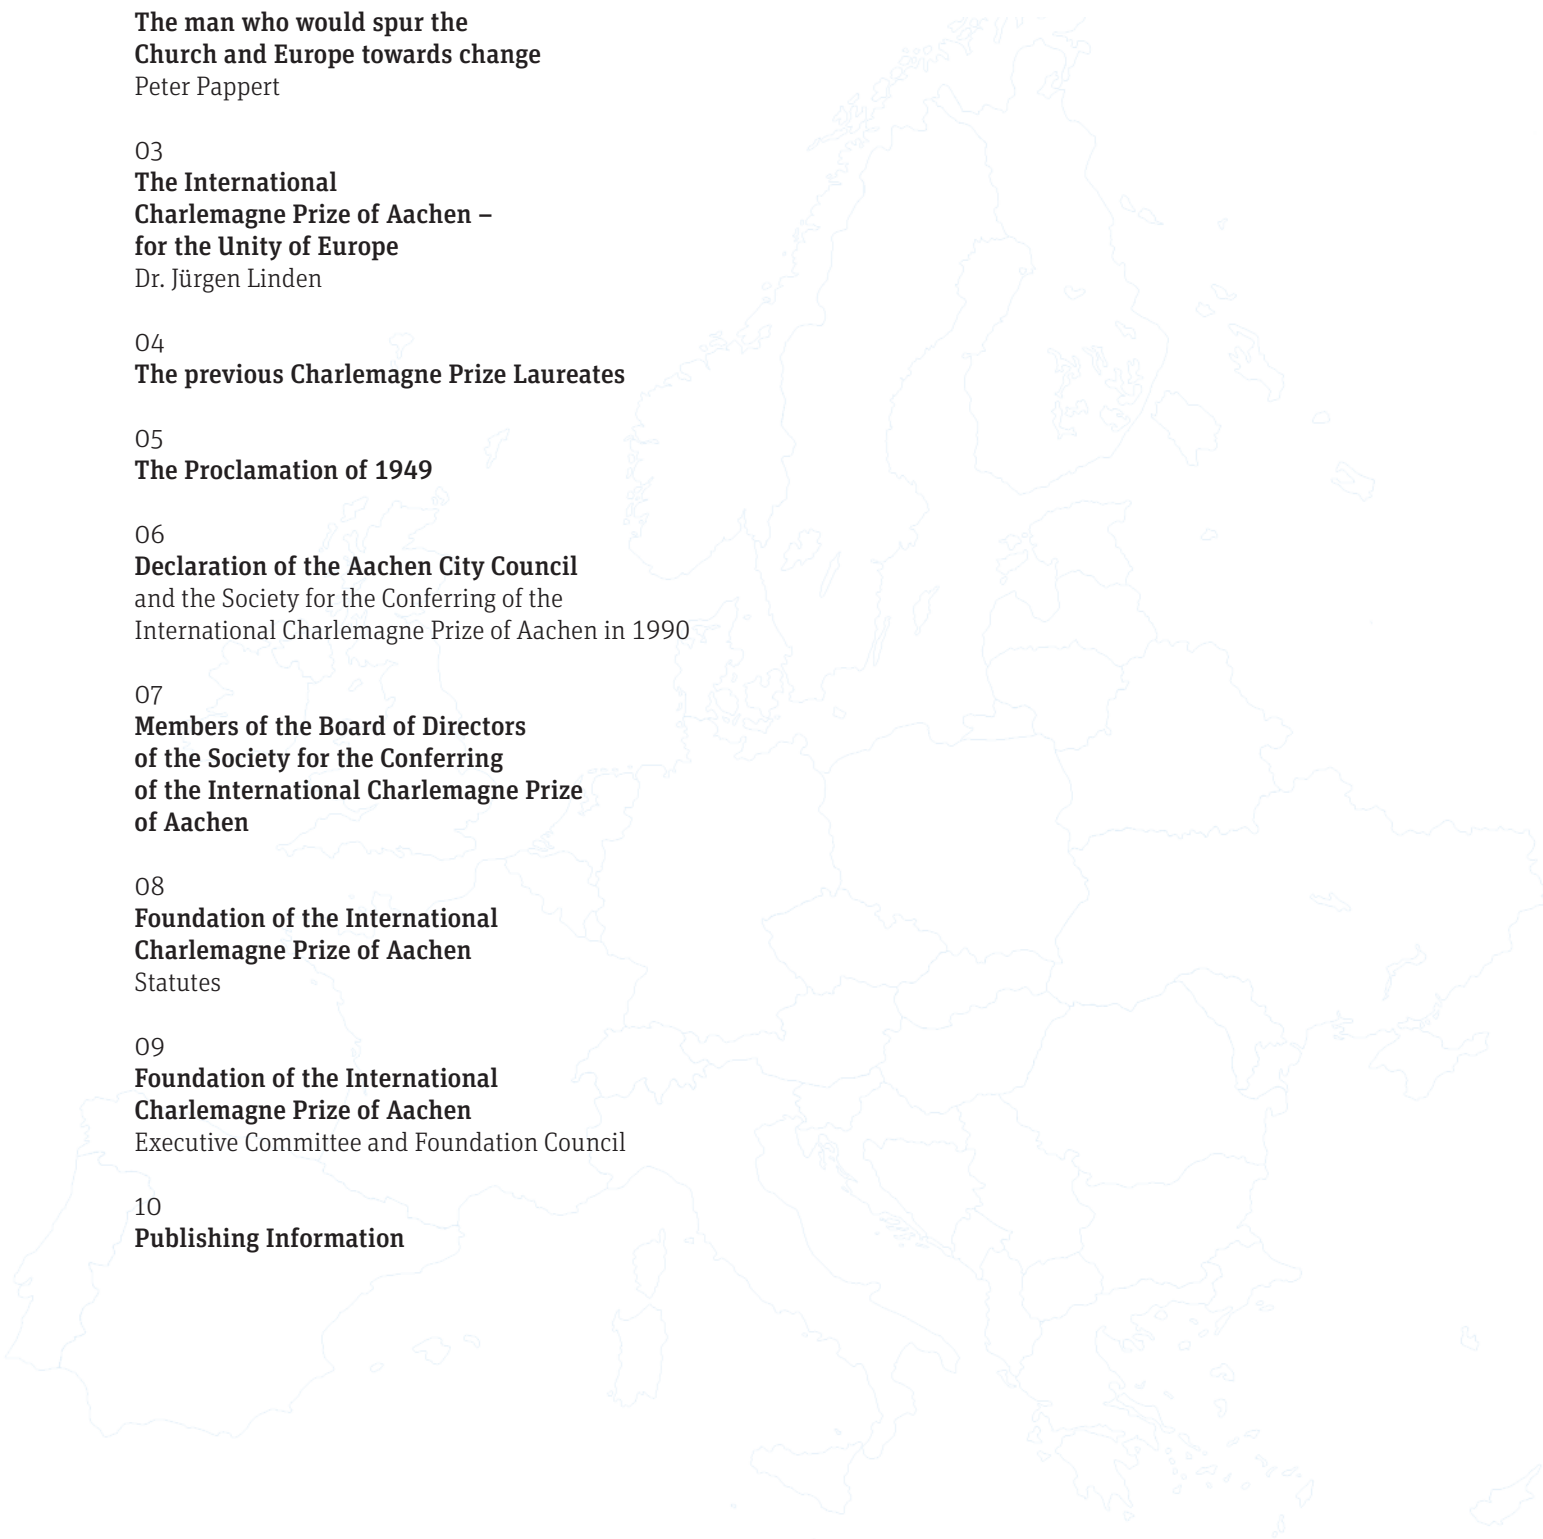 The man who would spur the
Church and Europe towards change
Peter Pappert
03
The International
Charlemagne Prize of Aachen –
for the Unity of Europe
Dr. Jürgen Linden
04
The previous Charlemagne Prize Laureates
05
The Proclamation of 1949
06
Declaration of the Aachen City Council
and the Society for the Conferring of the
International Charlemagne Prize of Aachen in 1990
07
Members of the Board of Directors
of the Society for the Conferring
of the International Charlemagne Prize
of Aachen
08
Foundation of the International
Charlemagne Prize of Aachen
Statutes
09
Foundation of the International
Charlemagne Prize of Aachen
Executive Committee and Foundation Council
10
Publishing Information